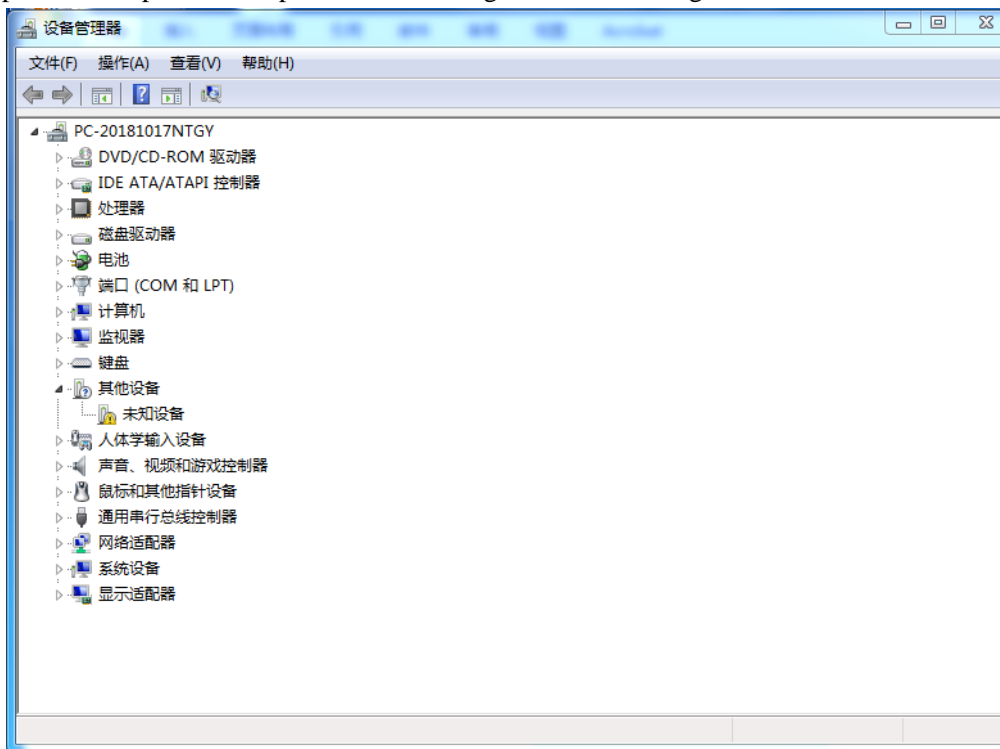 设备管理器
文件(F) 操作(A) 查看(V) 帮助(H)
PC-20181017NTGY
DVD/CD-ROM 驱动器
IDE ATA/ATAPI 控制器
处理器
磁盘驱动器
电池
端口 (COM 和 LPT)
计算机
监视器
键盘
其他设备
未知设备
人体学输入设备
声音、视频和游戏控制器
鼠标和其他指针设备
通用串行总线控制器
网络适配器
系统设备
显示适配器